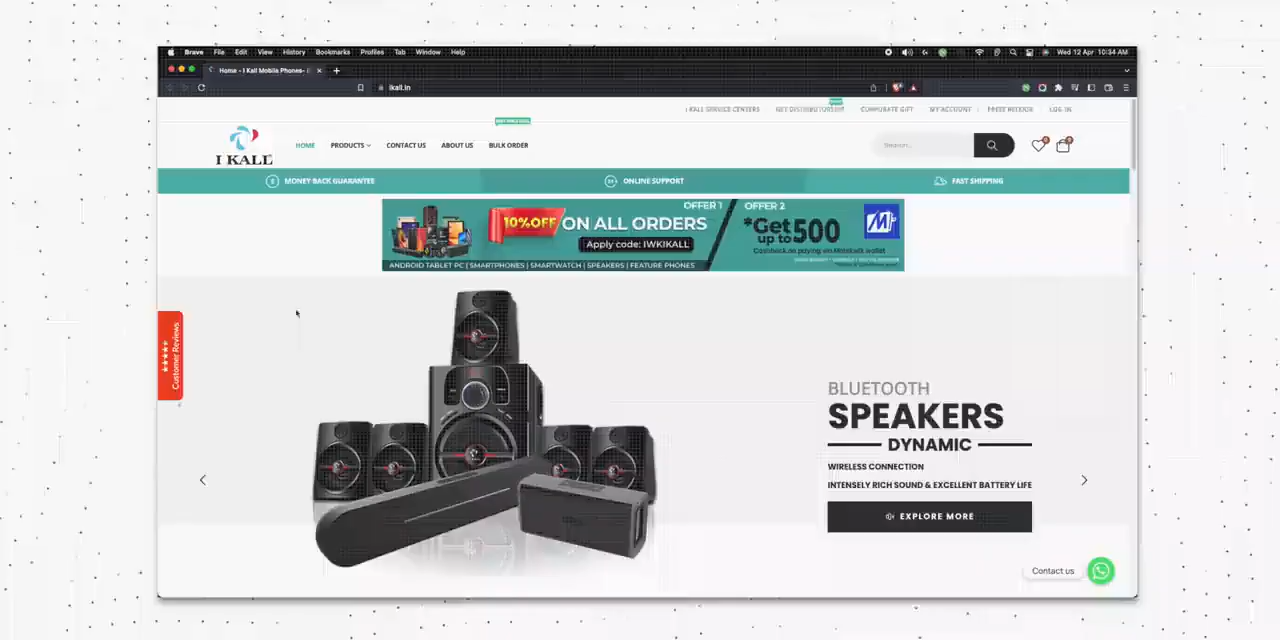 Brave File Edit View History Bookmarks Profiles Tab Window Help
Wed 12 Apr 10:34 AM
Home - I Kall Mobile Phones-
ikall.in
I KALL SERVICE CENTERS
CORPORATE GIFT
MY ACCOUNT
LOG IN
I KALL
HOME PRODUCTS CONTACT US ABOUT US BULK ORDER
Search...
MONEY BACK GUARANTEE ONLINE SUPPORT FAST SHIPPING
OFFER 1 OFFER 2
10%OFF ON ALL ORDERS
Apply code: IWKIKALL
*Get up to 500
ANDROID TABLET PC | SMARTPHONES | SMARTWATCH | SPEAKERS | FEATURE PHONES
Customer Reviews
BLUETOOTH
SPEAKERS
DYNAMIC
WIRELESS CONNECTION
INTENSELY RICH SOUND & EXCELLENT BATTERY LIFE
EXPLORE MORE
Contact us